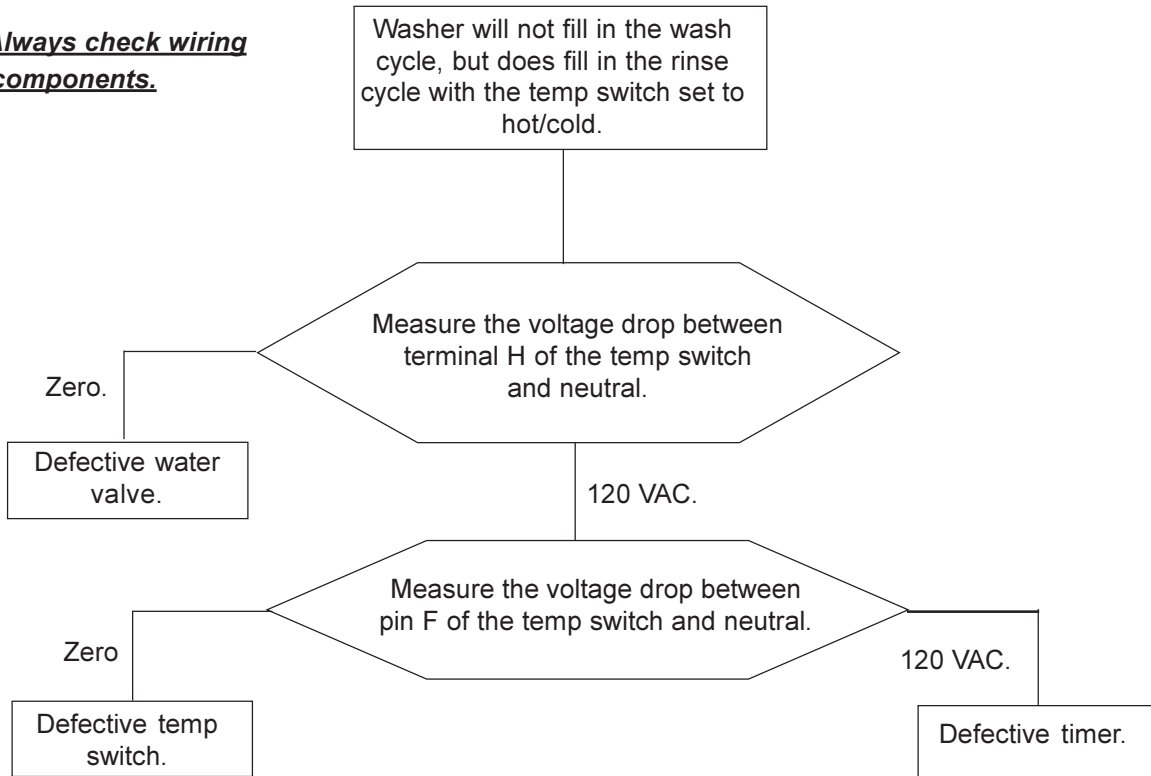 Always check wiring
components.
Washer will not fill in the wash
cycle, but does fill in the rinse
cycle with the temp switch set to
hot/cold.
Measure the voltage drop between
terminal H of the temp switch
and neutral.
Zero.
Defective water
valve.
120 VAC.
Measure the voltage drop between
pin F of the temp switch and neutral.
Zero
120 VAC.
Defective temp
switch.
Defective timer.